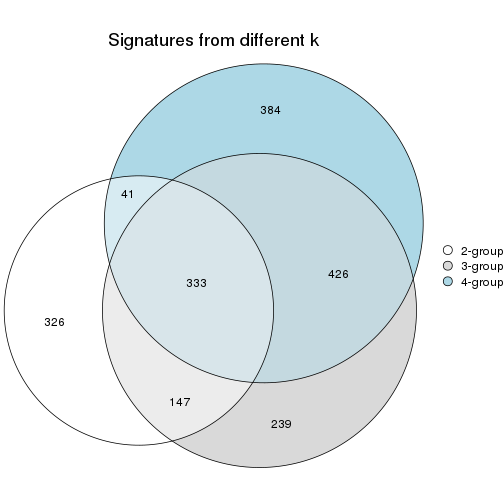 Signatures from different k
384
41
426
333
326
147
239
2-group
3-group
4-group